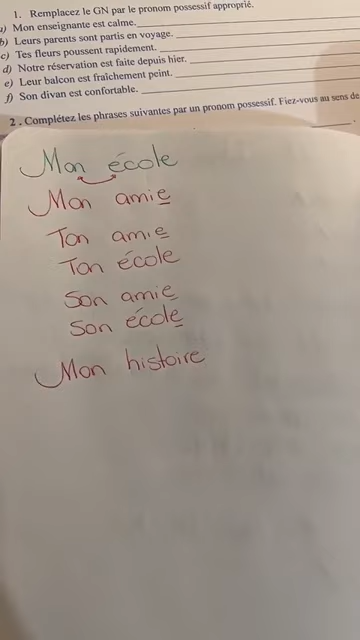 1. Remplacez le GN par le pronom possessif approprié.
a) Mon enseignante est calme.
b) Leurs parents sont partis en voyage.
c) Tes fleurs poussent rapidement.
d) Notre réservation est faite depuis hier.
e) Leur balcon est fraîchement peint.
f) Son divan est confortable.
2. Complétez les phrases suivantes par un pronom possessif. Fiez-vous au sens de
Mon école
Mon amie
Ton amie
Ton école
Son amie
Son école
Mon histoire